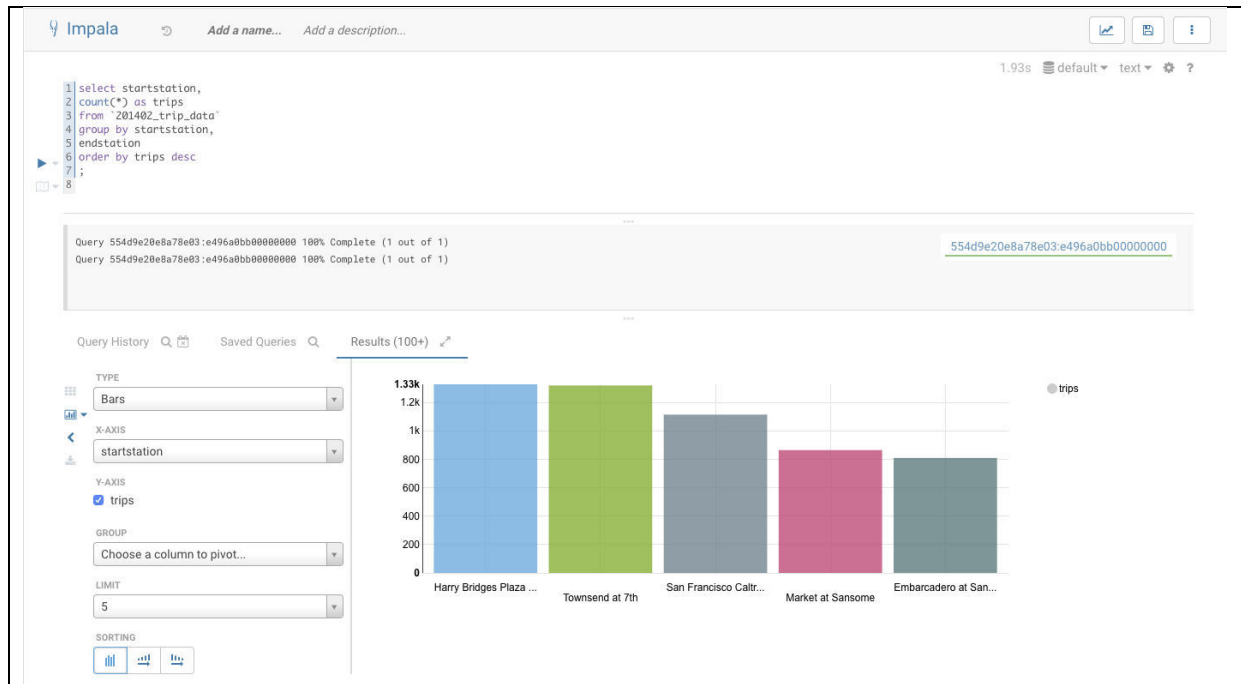 Impala Add a name... Add a description...
1.93s default text ?
1 select startstation,
2 count(*) as trips
3 from `201402_trip_data`
4 group by startstation,
5 endstation
6 order by trips desc
7 ;
8
Query 554d9e20e8a78e03:e496a0bb00000000 100% Complete (1 out of 1)
Query 554d9e20e8a78e03:e496a0bb00000000 100% Complete (1 out of 1)
554d9e20e8a78e03:e496a0bb00000000
Query History Saved Queries Results (100+)
TYPE
Bars
X-AXIS
startstation
Y-AXIS
trips
GROUP
Choose a column to pivot...
LIMIT
5
SORTING
1.33k
1.2k
1k
800
600
400
200
0
Harry Bridges Plaza ... Townsend at 7th San Francisco Caltr... Market at Sansome Embarcadero at San...
trips